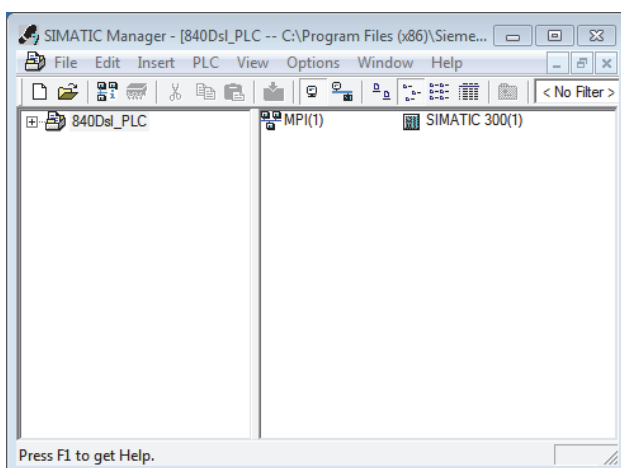 SIMATIC Manager - [840Dsl_PLC -- C:\Program Files (x86)\Sieme...
File Edit Insert PLC View Options Window Help
< No Filter >
840Dsl_PLC
MPI(1) SIMATIC 300(1)
Press F1 to get Help.